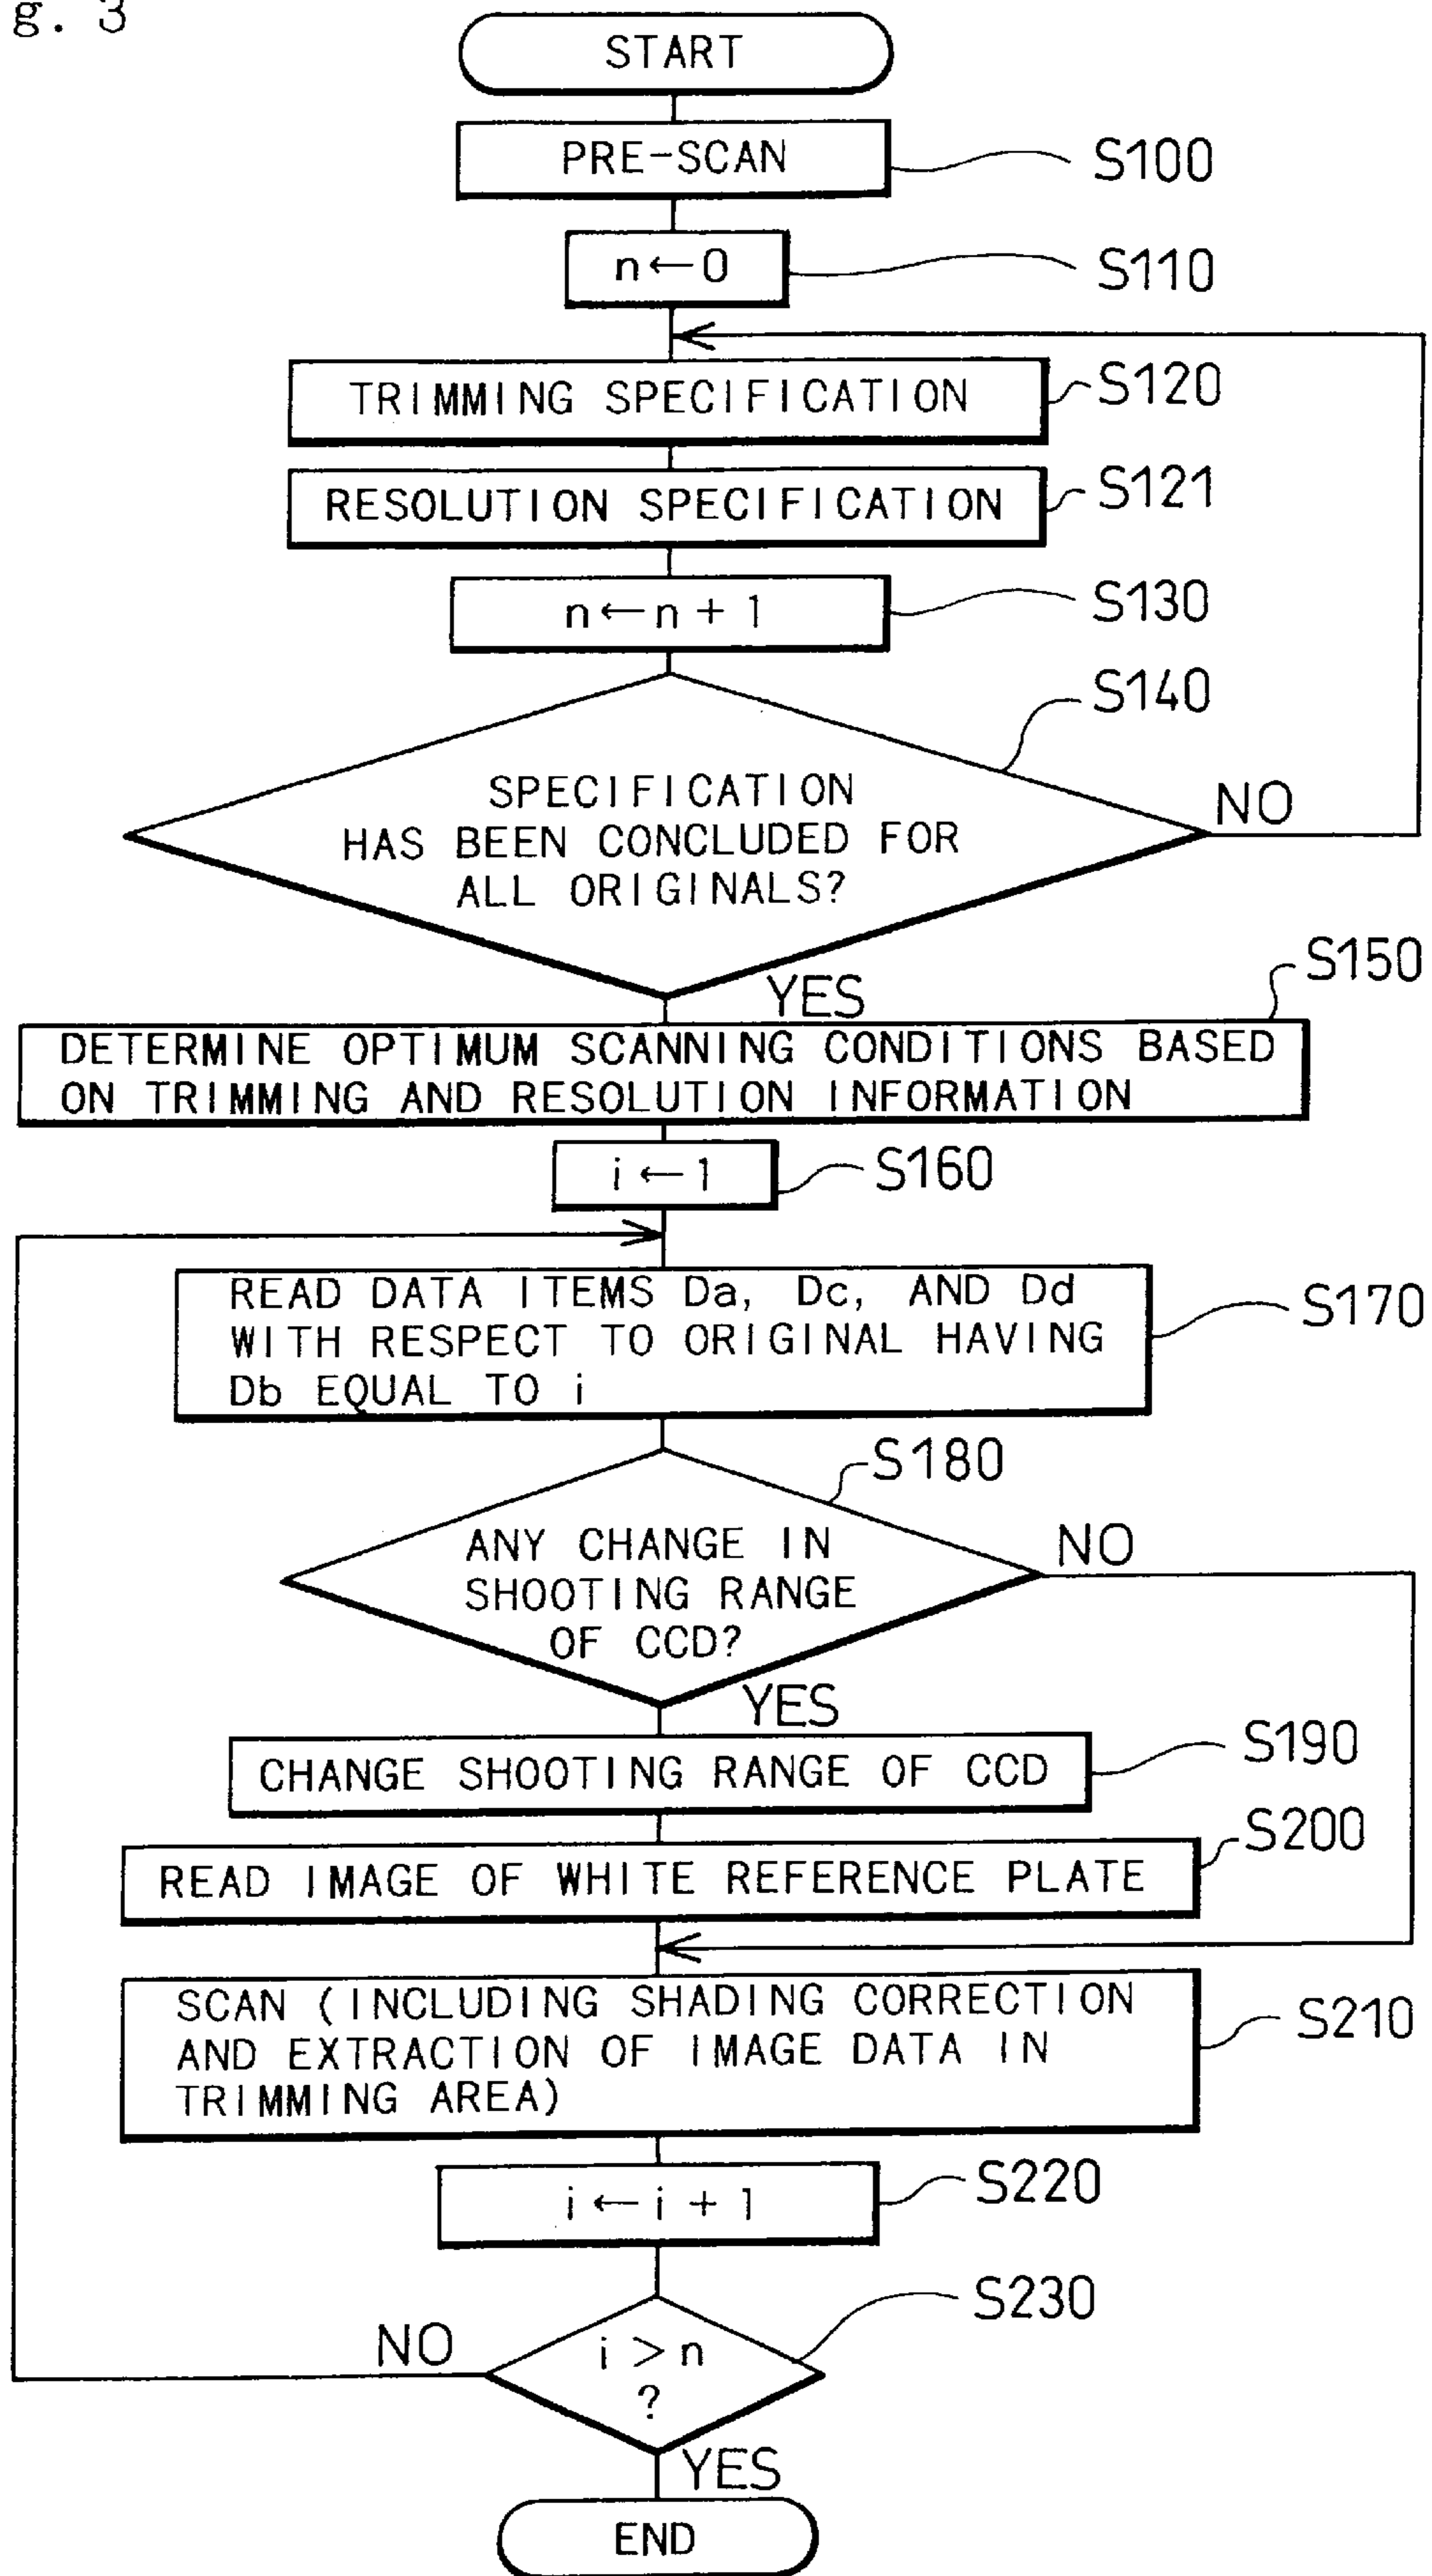 g. 3
START
PRE-SCAN
S100
n←0
S110
TRIMMING SPECIFICATION
S120
RESOLUTION SPECIFICATION
S121
n←n + 1
S130
S140
SPECIFICATION
HAS BEEN CONCLUDED FOR
ALL ORIGINALS?
NO
YES
S150
DETERMINE OPTIMUM SCANNING CONDITIONS BASED
ON TRIMMING AND RESOLUTION INFORMATION
i←1
S160
READ DATA ITEMS Da, Dc, AND Dd
WITH RESPECT TO ORIGINAL HAVING
Db EQUAL TO i
S170
S180
ANY CHANGE IN
SHOOTING RANGE
OF CCD?
NO
YES
CHANGE SHOOTING RANGE OF CCD
S190
READ IMAGE OF WHITE REFERENCE PLATE
S200
SCAN (INCLUDING SHADING CORRECTION
AND EXTRACTION OF IMAGE DATA IN
TRIMMING AREA)
S210
i←i + 1
S220
S230
i > n
?
NO
YES
END